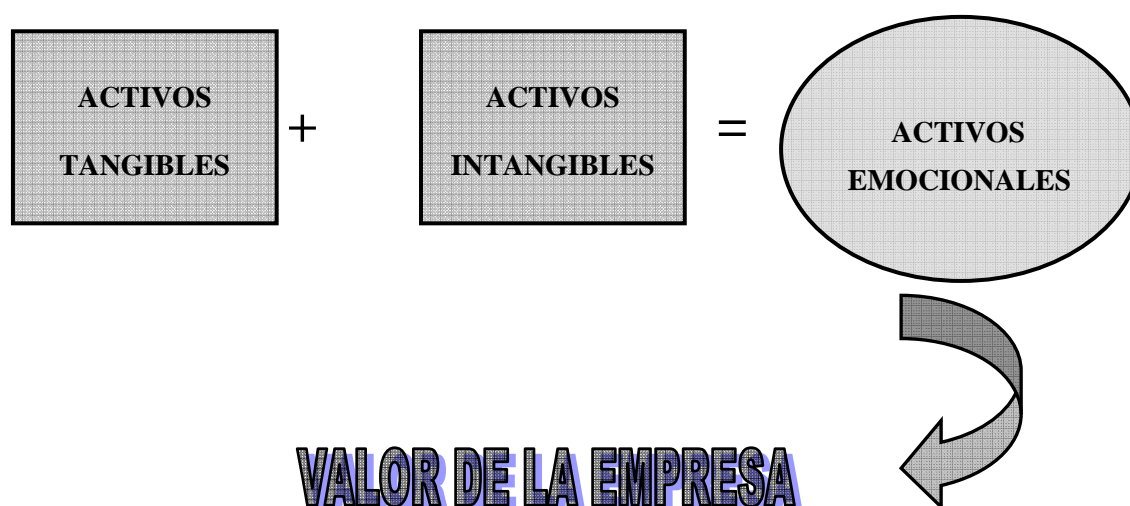 ACTIVOS
TANGIBLES
+
ACTIVOS
INTANGIBLES
=
ACTIVOS
EMOCIONALES
VALOR DE LA EMPRESA